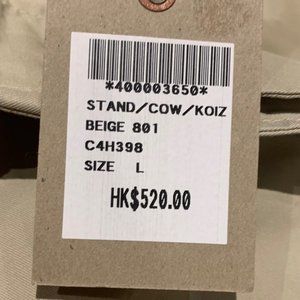 *400003650*
STAND/COW/KOIZ
BEIGE 801
C4H398
SIZE L
HK$520.00